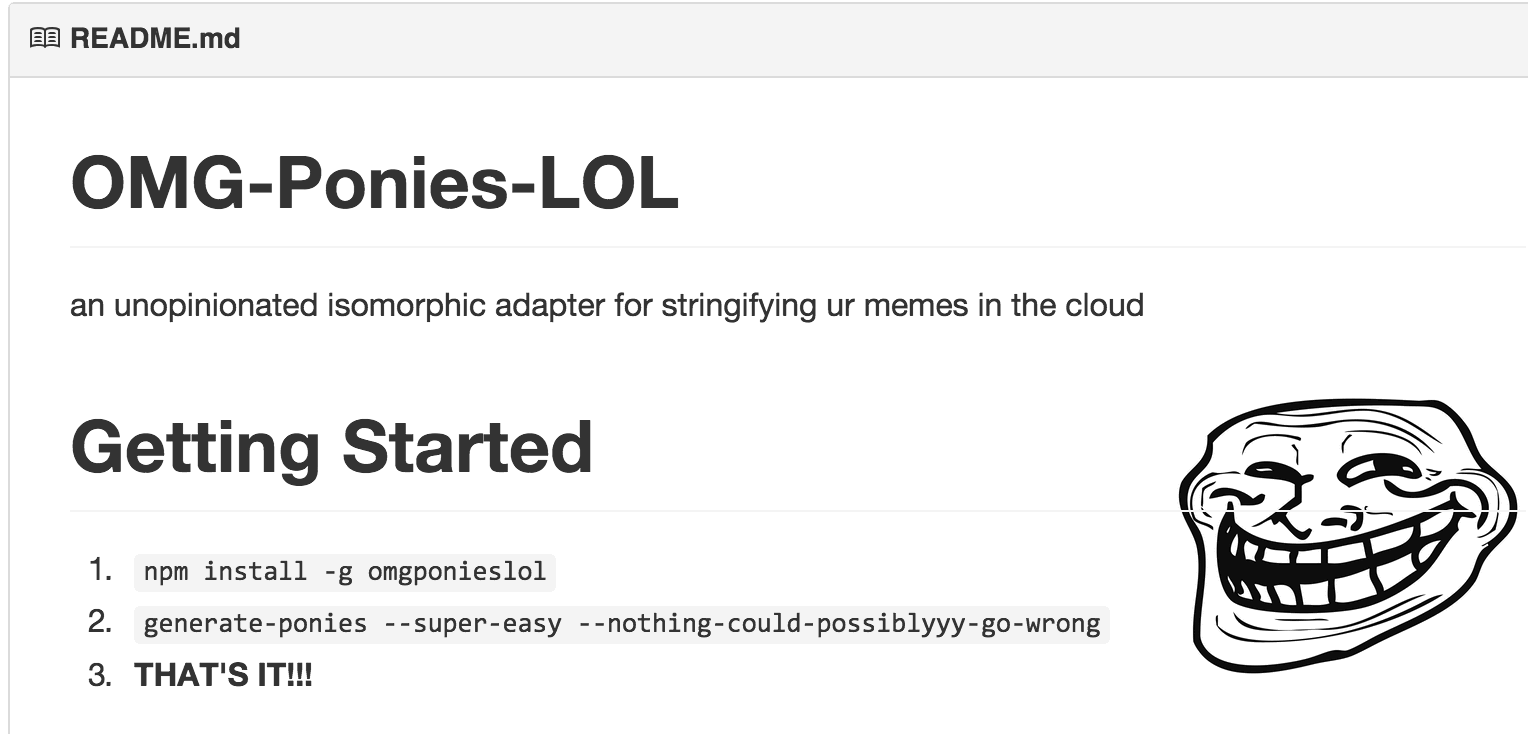 README.md
OMG-Ponies-LOL
an unopinionated isomorphic adapter for stringifying ur memes in the cloud
Getting Started
1. npm install -g omgponieslol
2. generate-ponies --super-easy --nothing-could-possiblyyy-go-wrong
3. THAT'S IT!!!